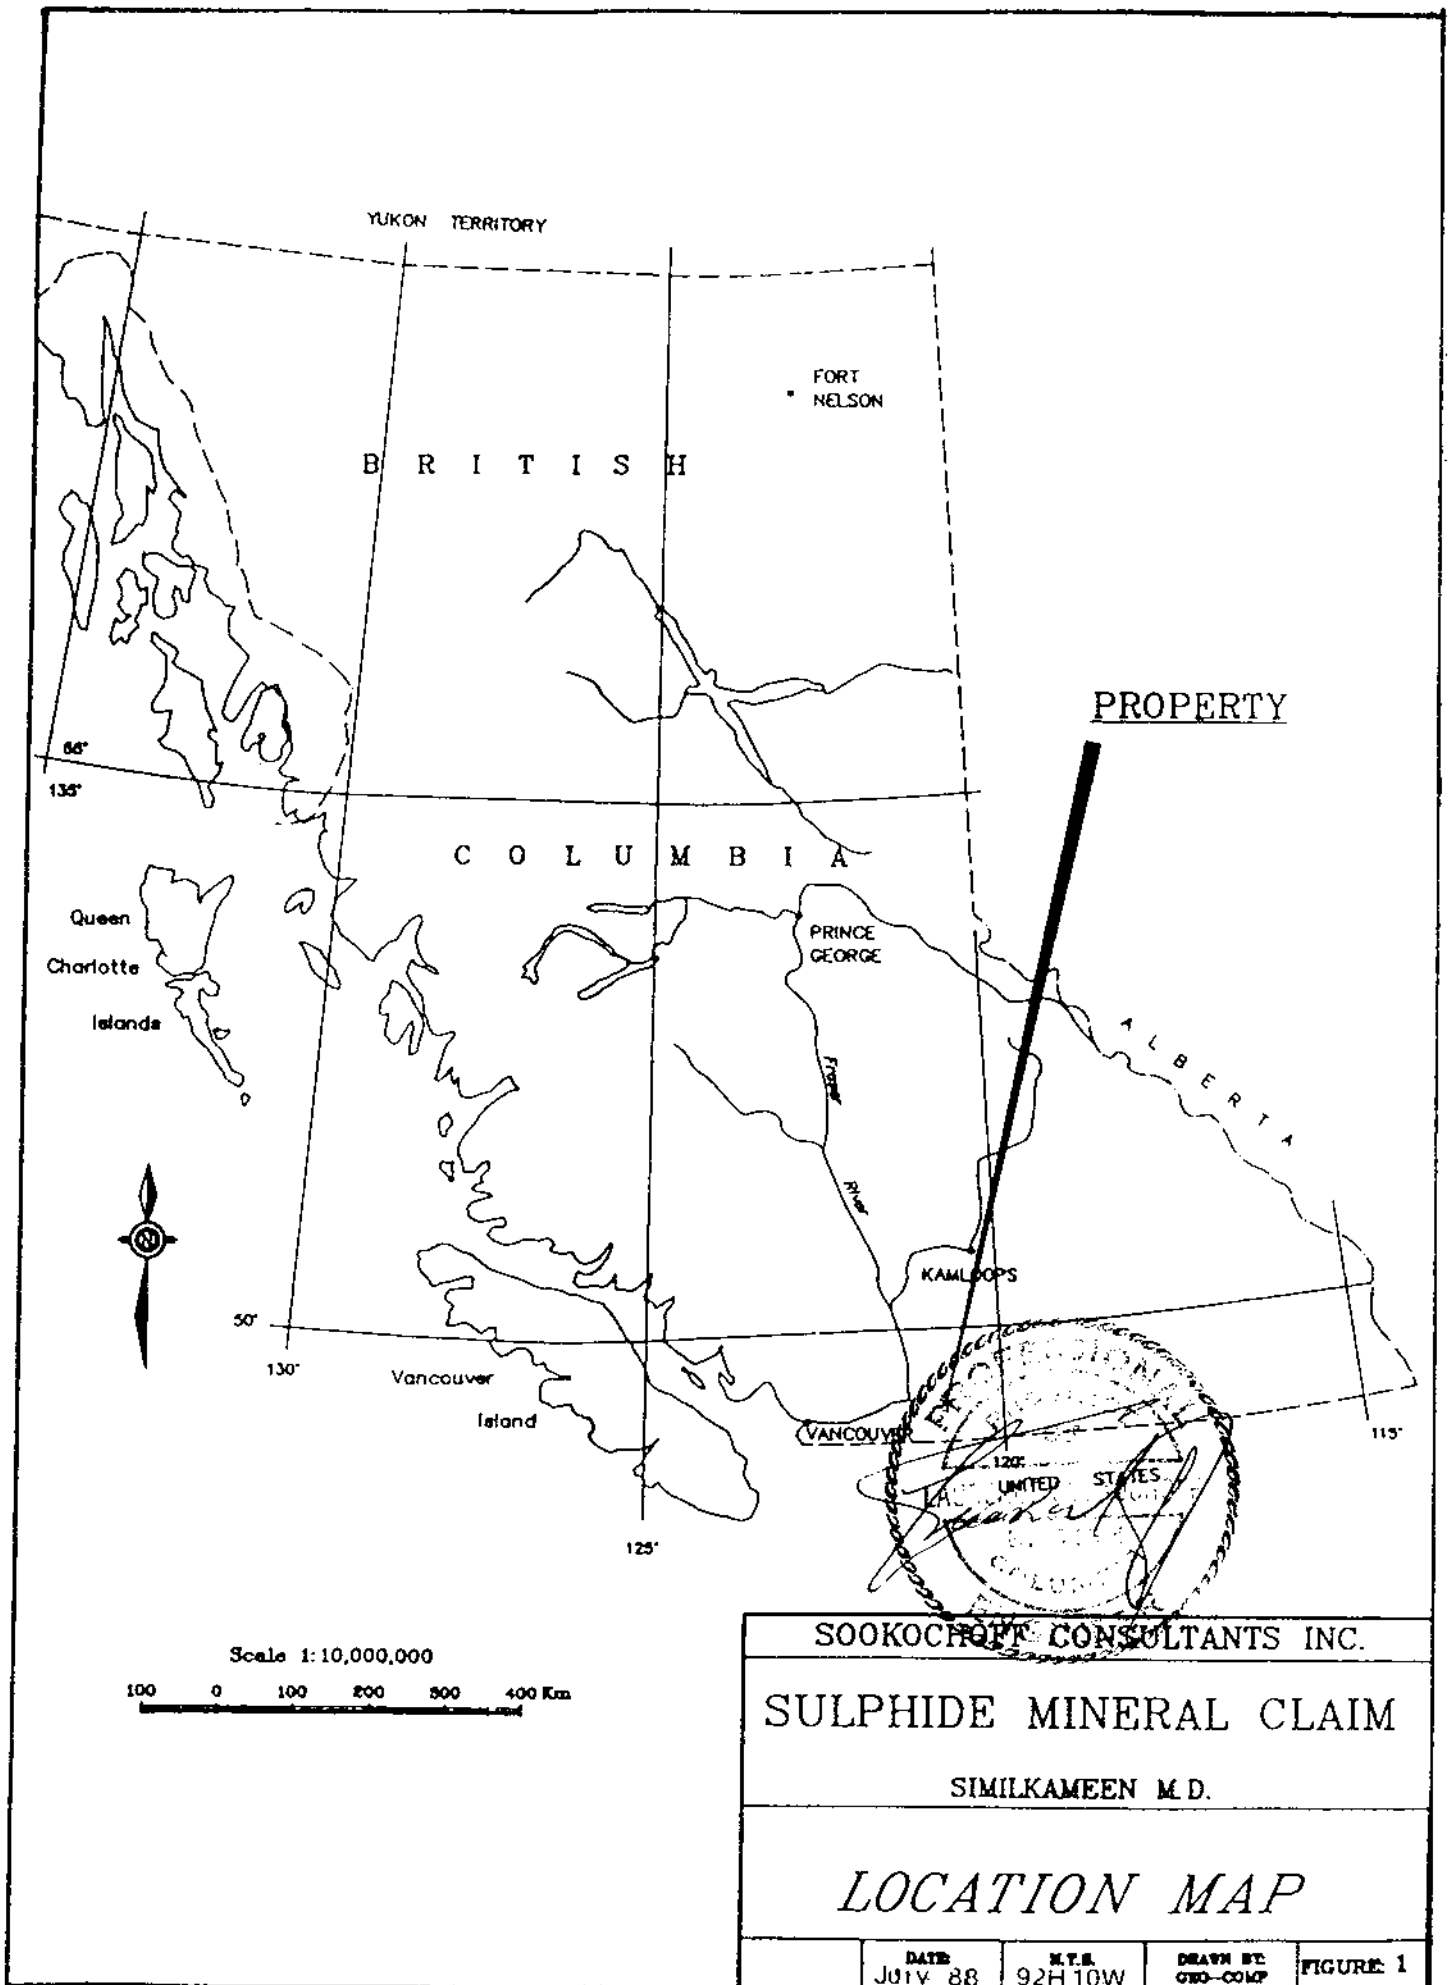 YUKON TERRITORY
FORT
NELSON
B R I T I S H
PROPERTY
135°
C O L U M B I A
Queen
Charlotte
Islands
PRINCE
GEORGE
A L B E R T A
Fraser
River
KAMLOOPS
50°
130°
Vancouver
Island
VANCOUVER
115°
120°
UNITED STATES
125°
Scale 1:10,000,000
100 0 100 200 300 400 Km
SOOKOCHOFF CONSULTANTS INC.
SULPHIDE MINERAL CLAIM
SIMILKAMEEN M.D.
LOCATION MAP
DATE:
July 88
N.T.S.
92H 10W
DRAWN BY:
GEO-COMP
FIGURE: 1